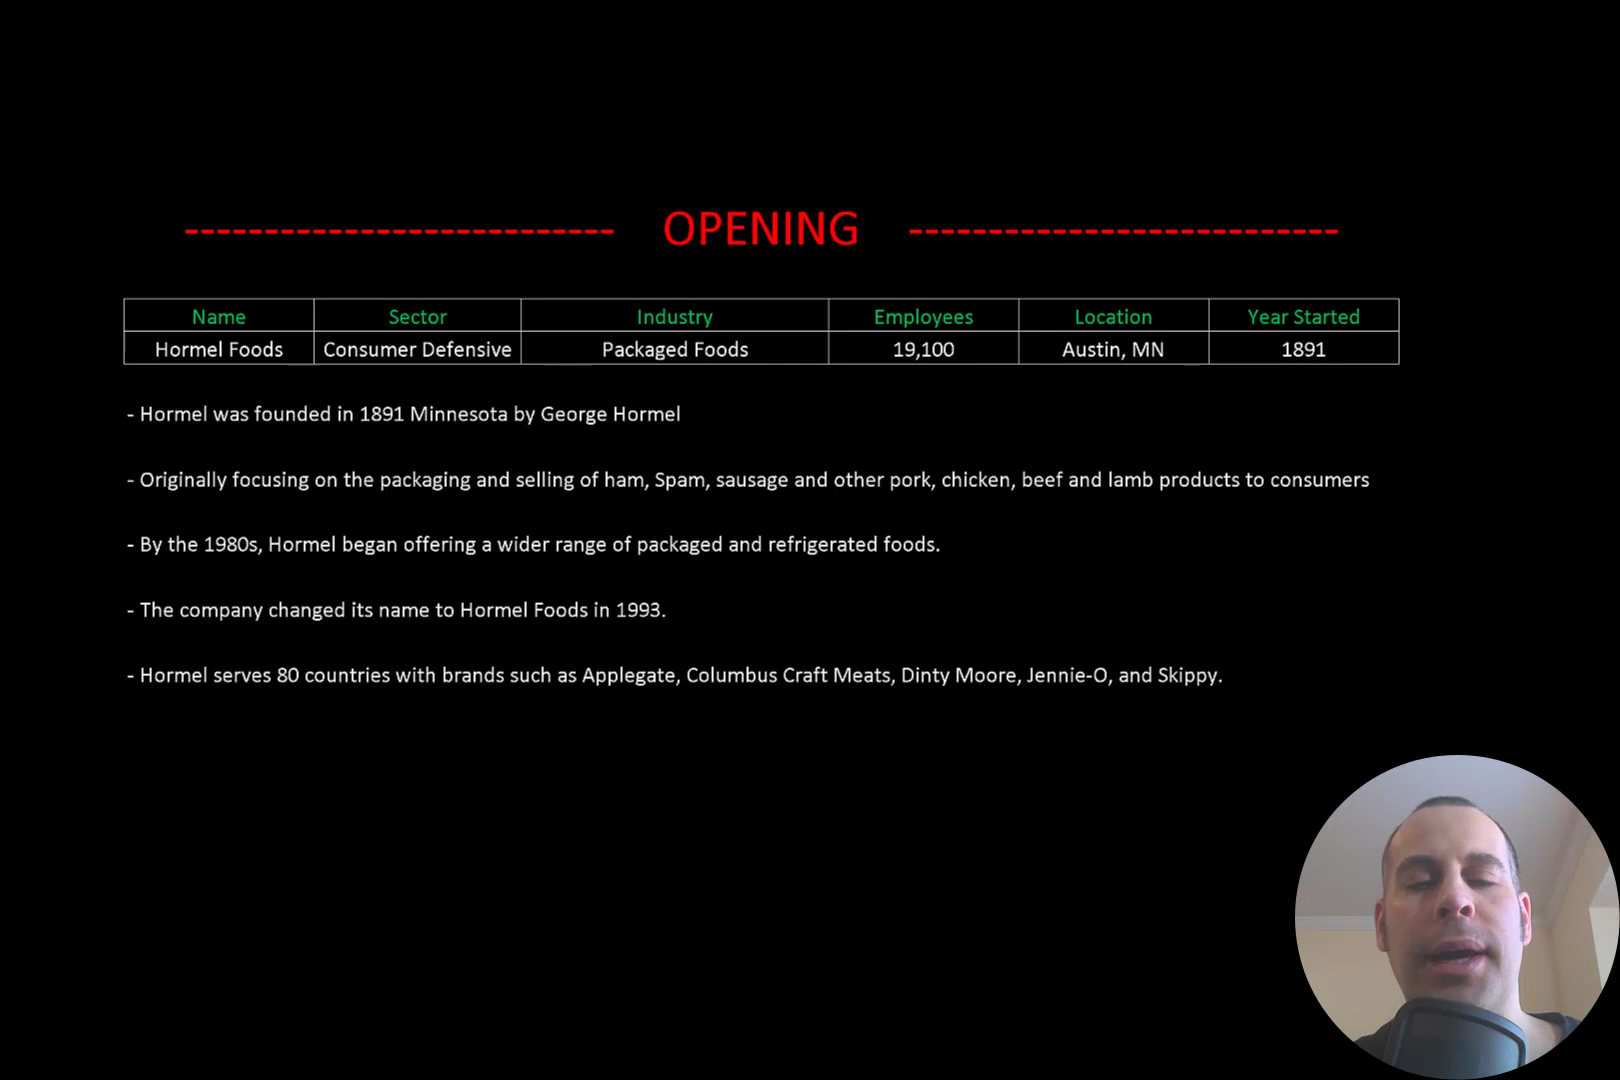 --------------------------- OPENING ---------------------------
Name Sector Industry Employees Location Year Started
Hormel Foods Consumer Defensive Packaged Foods 19,100 Austin, MN 1891
- Hormel was founded in 1891 Minnesota by George Hormel
- Originally focusing on the packaging and selling of ham, Spam, sausage and other pork, chicken, beef and lamb products to consumers
- By the 1980s, Hormel began offering a wider range of packaged and refrigerated foods.
- The company changed its name to Hormel Foods in 1993.
- Hormel serves 80 countries with brands such as Applegate, Columbus Craft Meats, Dinty Moore, Jennie-O, and Skippy.